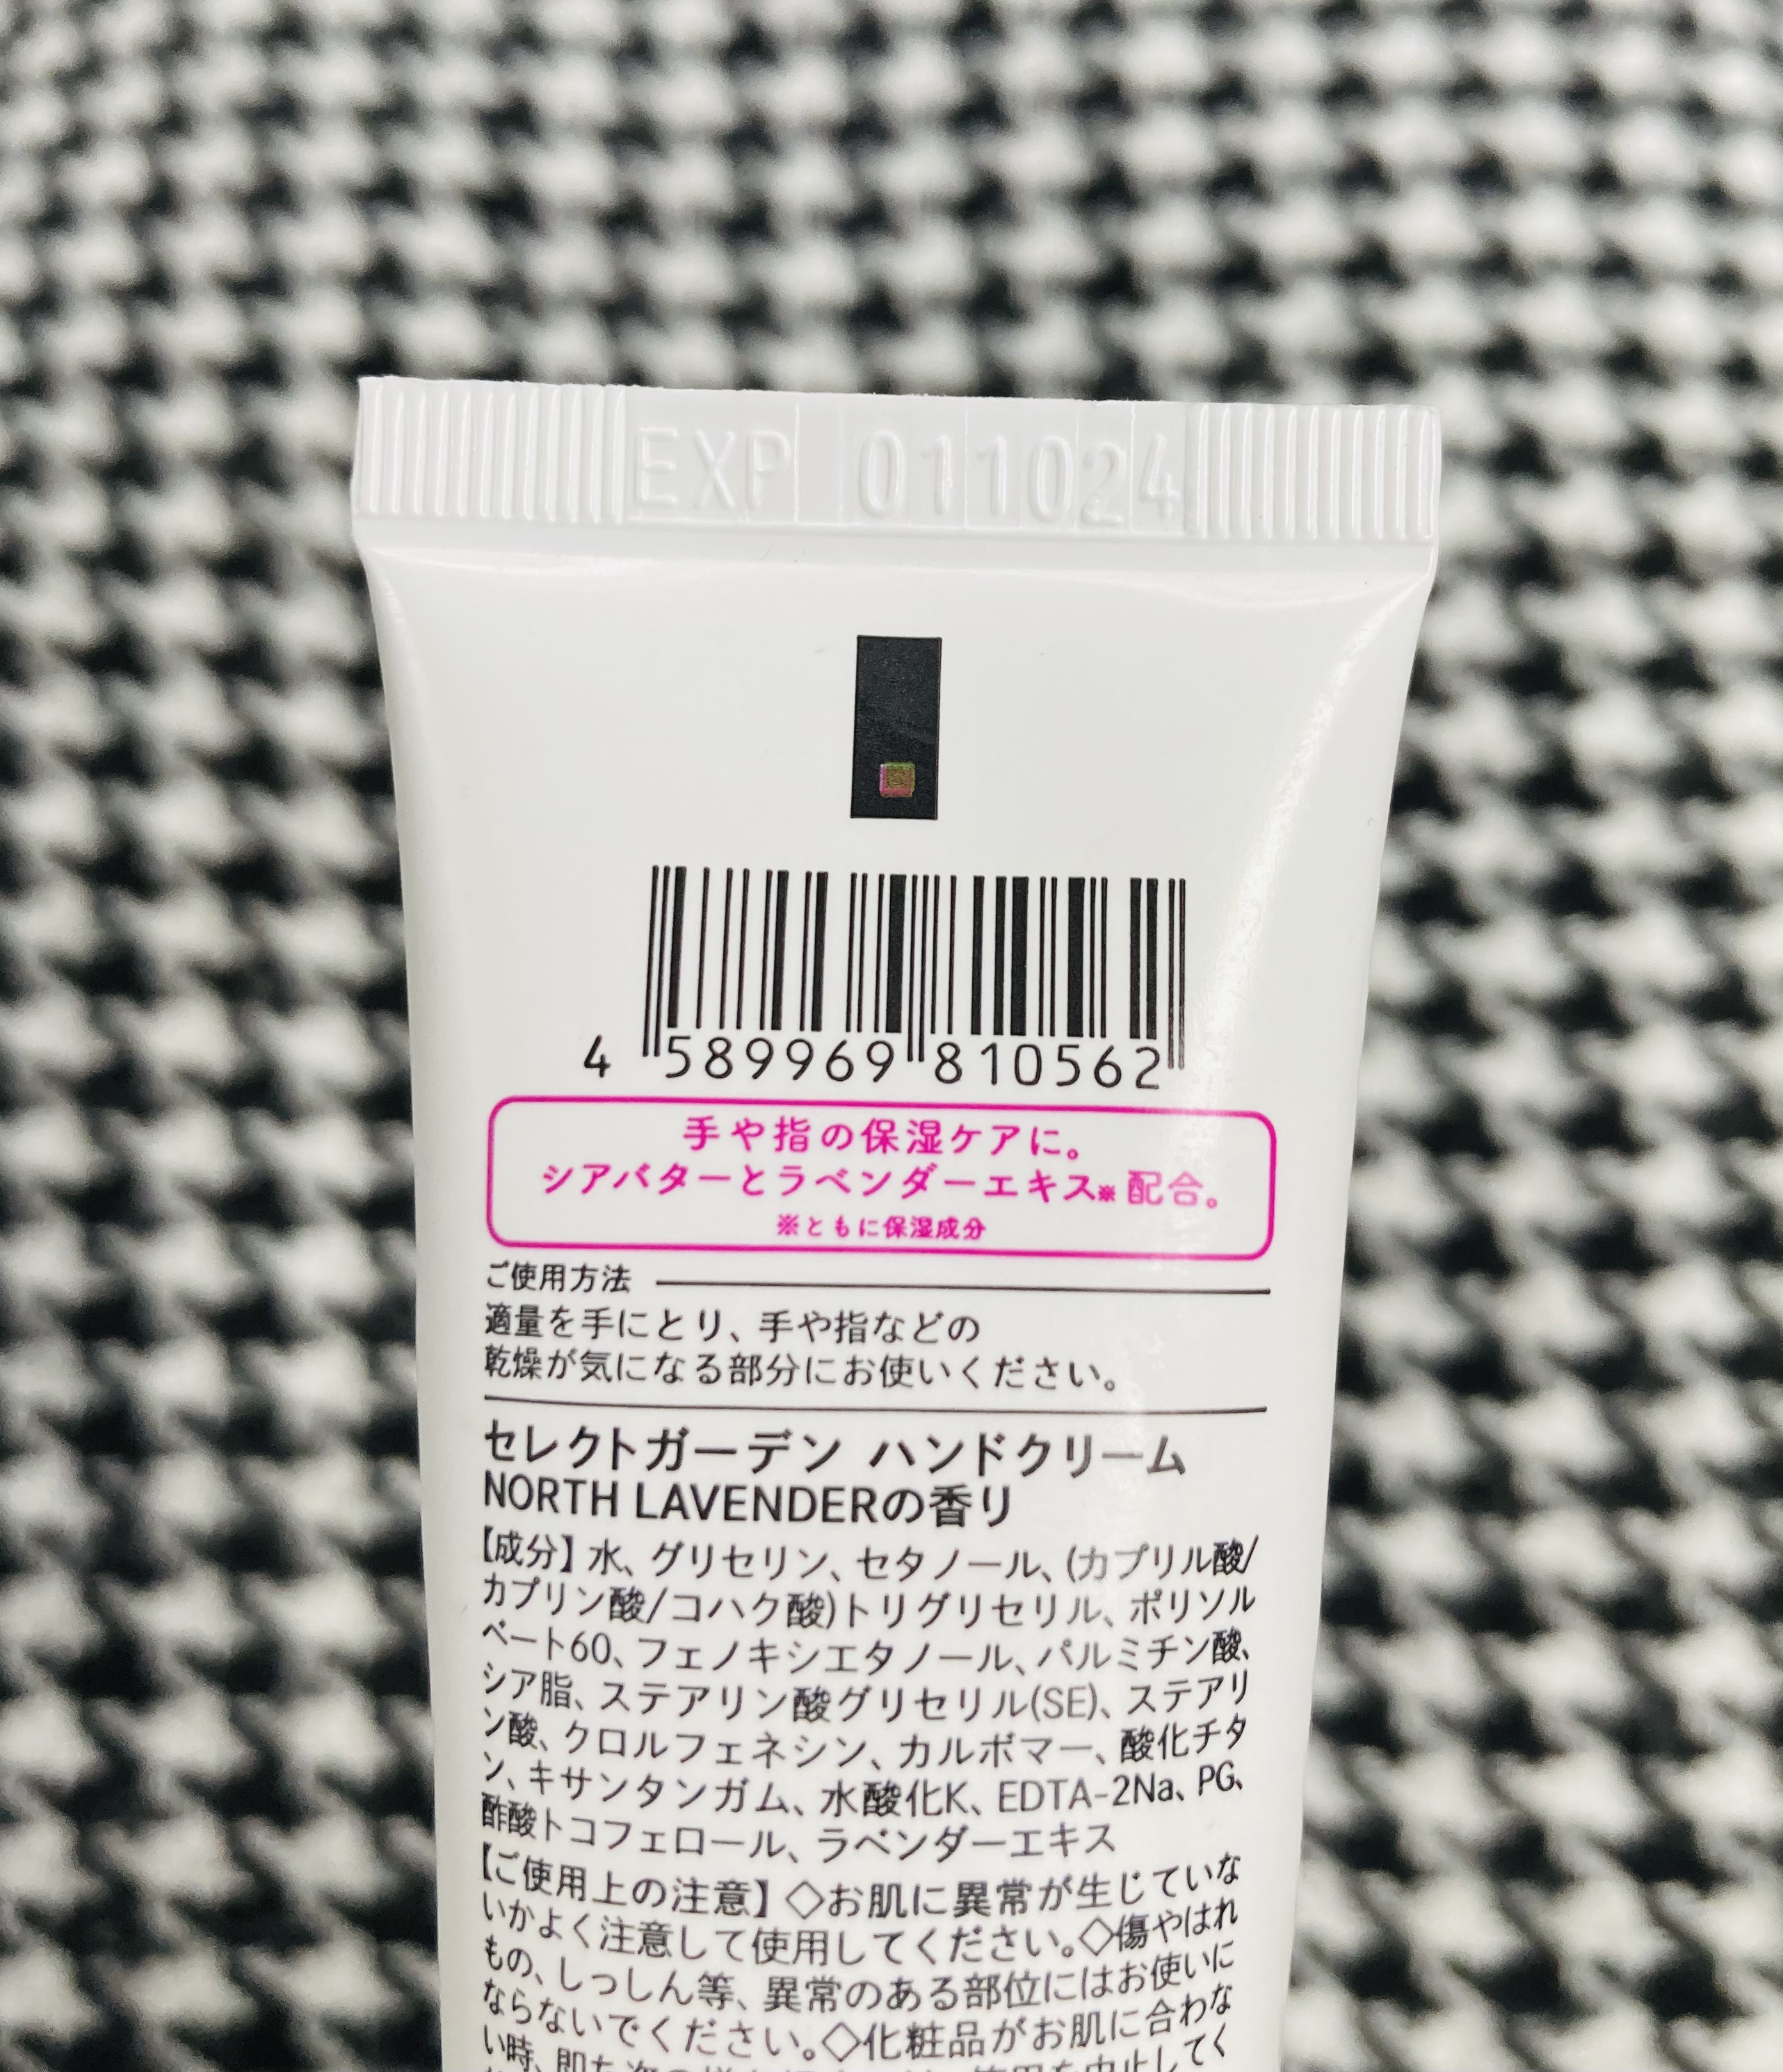 EXP 011024
4 589969 810562
手や指の保湿ケアに。
シアバターとラベンダーエキス※配合。
※ともに保湿成分
ご使用方法
適量を手にとり、手や指などの
乾燥が気になる部分にお使いください。
セレクトガーデン ハンドクリーム
NORTH LAVENDERの香り
【成分】水、グリセリン、セタノール、(カプリル酸/
カプリン酸/コハク酸)トリグリセリル、ポリソル
ベート60、フェノキシエタノール、パルミチン酸、
シア脂、ステアリン酸グリセリル(SE)、ステアリ
ン酸、クロルフェネシン、カルボマー、酸化チタ
ン、キサンタンガム、水酸化K、EDTA-2Na、PG、
酢酸トコフェロール、ラベンダーエキス
【ご使用上の注意】◇お肌に異常が生じていな
いかよく注意して使用してください。◇傷やはれ
もの、しっしん等、異常のある部位にはお使いに
ならないでください。◇化粧品がお肌に合わな
い時、即ち